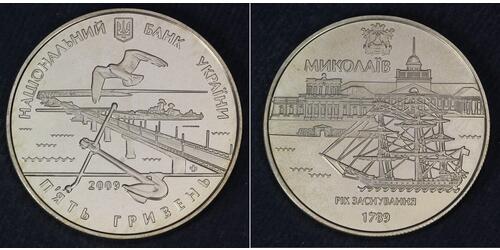 НАЦІОНАЛЬНИЙ БАНК УКРАЇНИ
2009
П'ЯТЬ ГРИВЕНЬ
МИКОЛАЇВ
РІК ЗАСНУВАННЯ
1789